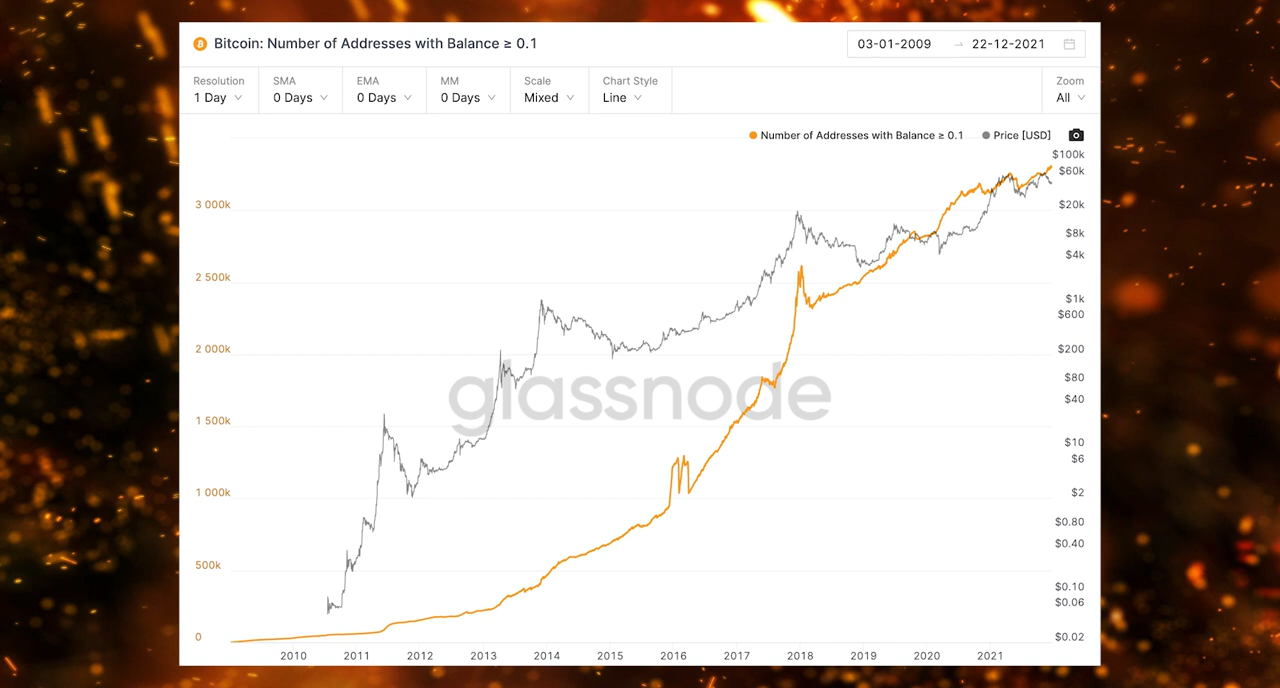 Bitcoin: Number of Addresses with Balance ≥ 0.1
03-01-2009 → 22-12-2021
Resolution SMA EMA MM Scale Chart Style Zoom
1 Day 0 Days 0 Days 0 Days Mixed Line All
Number of Addresses with Balance ≥ 0.1 Price [USD]
$100k
$60k
3 000k $20k
$8k
$4k
2 500k
$1k
$600
2 000k $200
$80
$40
1 500k
$10
$6
1 000k $2
$0.80
$0.40
500k
$0.10
$0.06
0 $0.02
glassnode
2010 2011 2012 2013 2014 2015 2016 2017 2018 2019 2020 2021